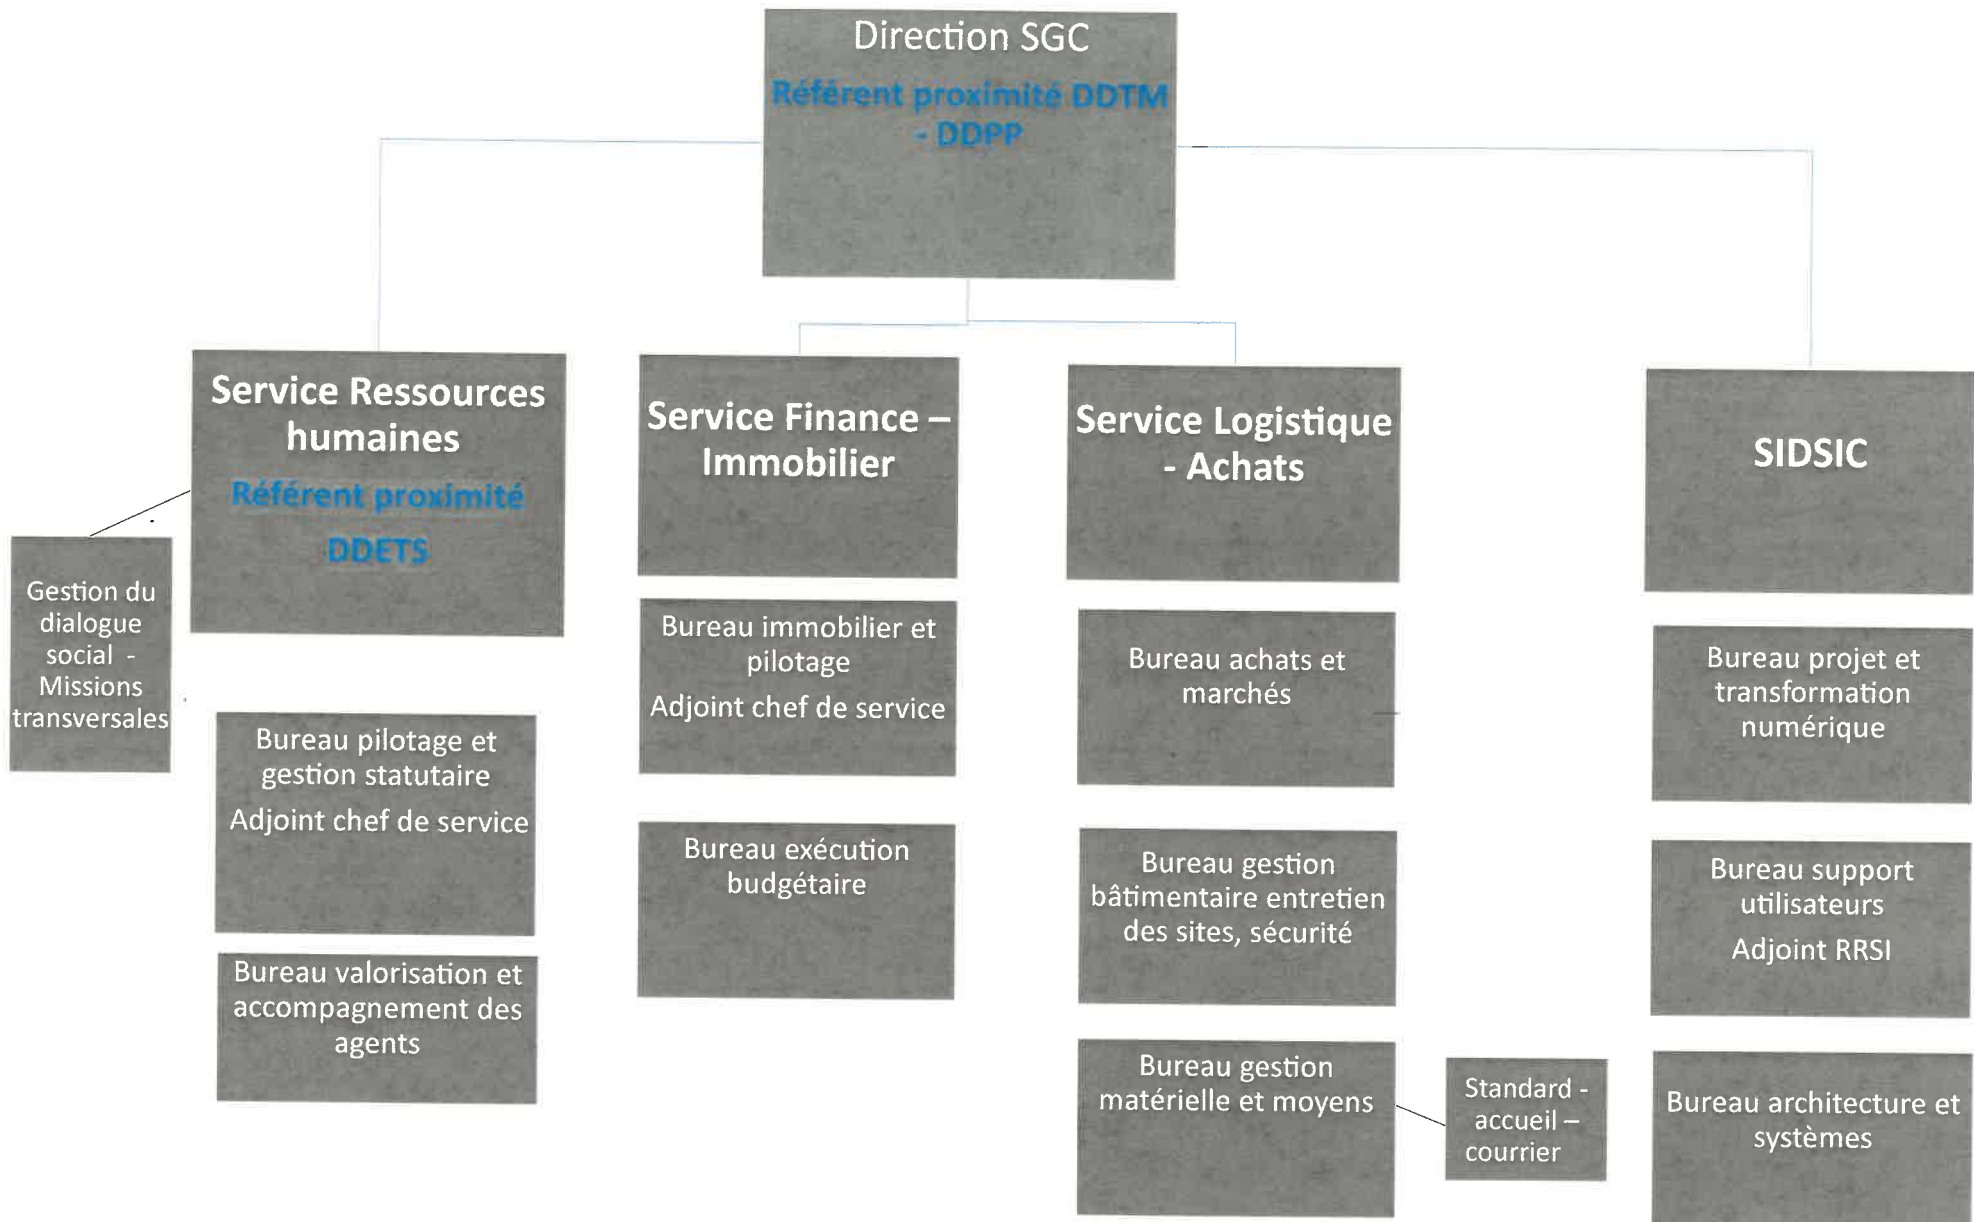 Direction SGC
Référent proximité DDTM
- DDPP
Service Ressources
humaines
Référent proximité
DDETS
Gestion du
dialogue
social -
Missions
transversales
Bureau pilotage et
gestion statutaire
Adjoint chef de service
Bureau valorisation et
accompagnement des
agents
Service Finance –
Immobilier
Bureau immobilier et
pilotage
Adjoint chef de service
Bureau exécution
budgétaire
Service Logistique
- Achats
Bureau achats et
marchés
Bureau gestion
bâtimentaire entretien
des sites, sécurité
Bureau gestion
matérielle et moyens
Standard -
accueil –
courrier
SIDSIC
Bureau projet et
transformation
numérique
Bureau support
utilisateurs
Adjoint RRSI
Bureau architecture et
systèmes